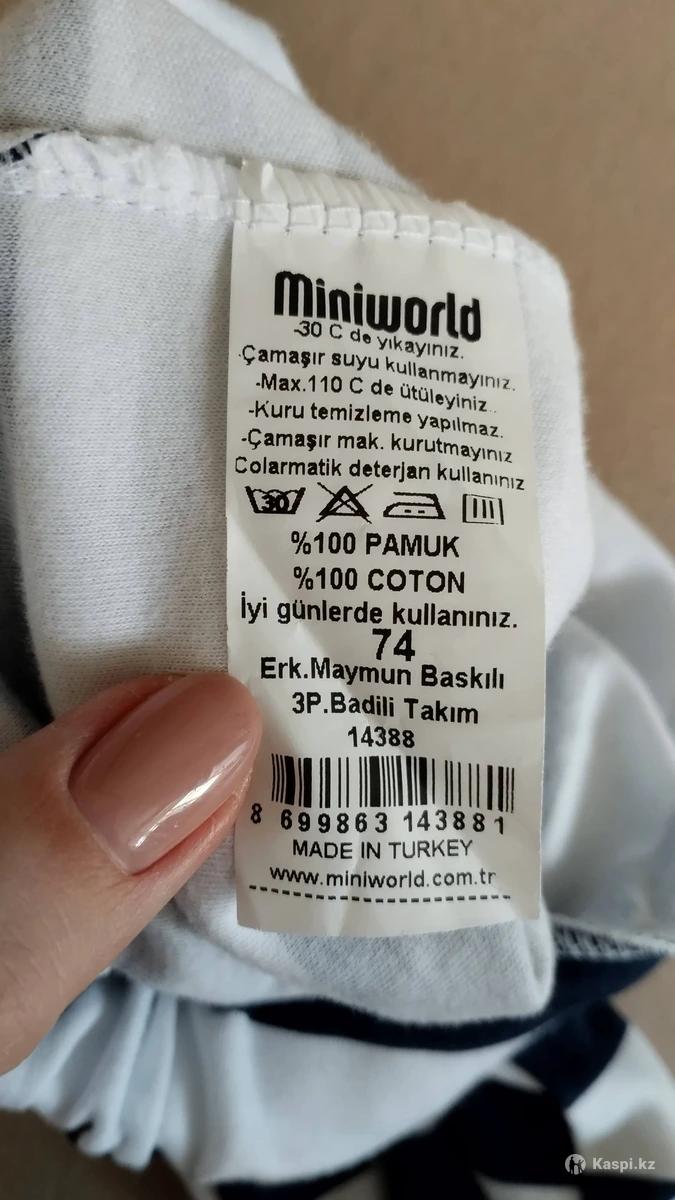 Miniworld
-30 C de yıkayınız.
-Çamaşır suyu kullanmayınız.
-Max.110 C de ütüleyiniz..
-Kuru temizleme yapılmaz.
-Çamaşır mak. kurutmayınız
Colarmatik deterjan kullanınız
30
%100 PAMUK
%100 COTON
İyi günlerde kullanınız.
74
Erk.Maymun Baskılı
3P.Badili Takım
14388
8 699863 143881
MADE IN TURKEY
www.miniworld.com.tr
Kaspi.kz